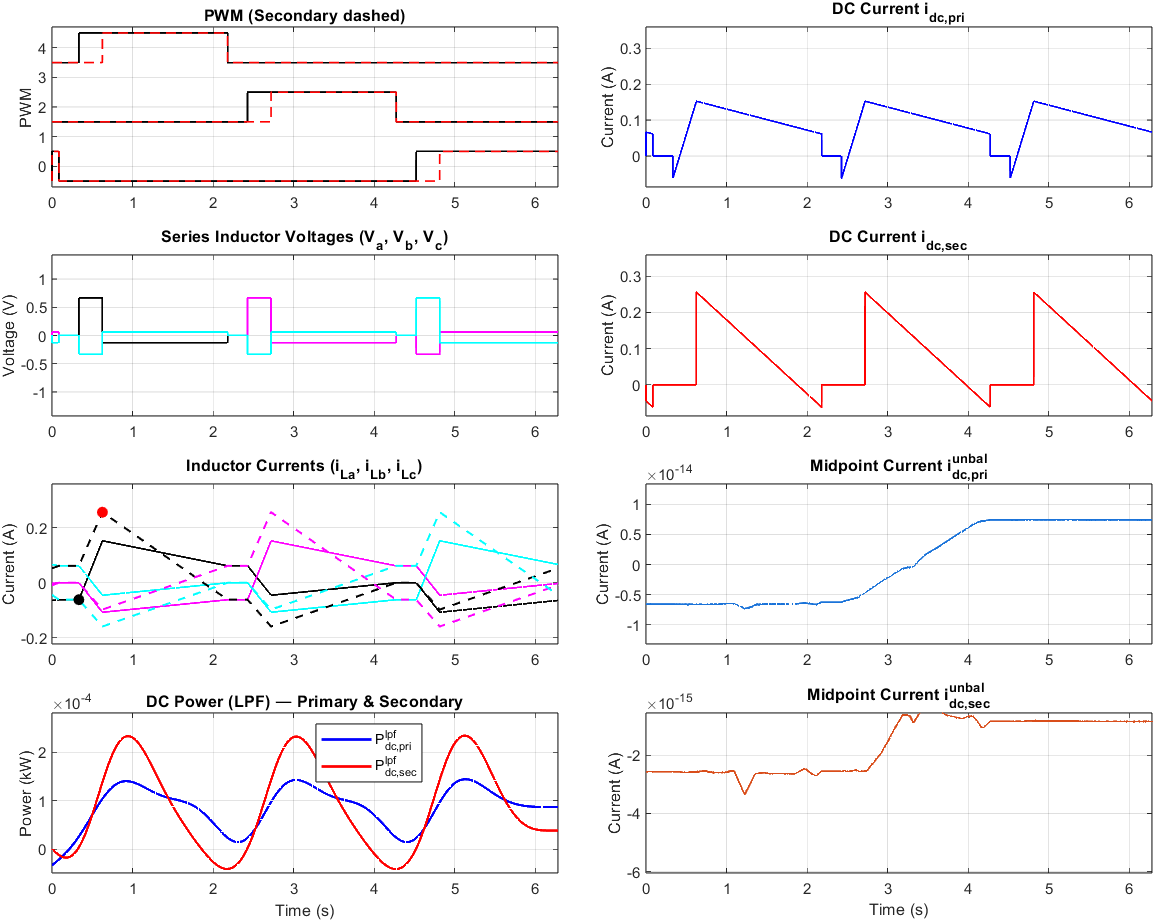 PWM (Secondary dashed)
PWM
4
3
2
1
0
0 1 2 3 4 5 6
DC Current i_dc,pri
Current (A)
0.3
0.2
0.1
0
0 1 2 3 4 5 6
Series Inductor Voltages (V_a, V_b, V_c)
Voltage (V)
1
0.5
0
-0.5
-1
0 1 2 3 4 5 6
DC Current i_dc,sec
Current (A)
0.3
0.2
0.1
0
0 1 2 3 4 5 6
Inductor Currents (i_La, i_Lb, i_Lc)
Current (A)
0.2
0
-0.2
0 1 2 3 4 5 6
Midpoint Current i_dc,pri^unbal
×10^-14
Current (A)
1
0.5
0
-0.5
-1
0 1 2 3 4 5 6
DC Power (LPF) — Primary & Secondary
×10^-4
Power (kW)
2
1
0
P_dc,pri^lpf
P_dc,sec^lpf
0 1 2 3 4 5 6
Time (s)
Midpoint Current i_dc,sec^unbal
×10^-15
Current (A)
-2
-4
-6
0 1 2 3 4 5 6
Time (s)